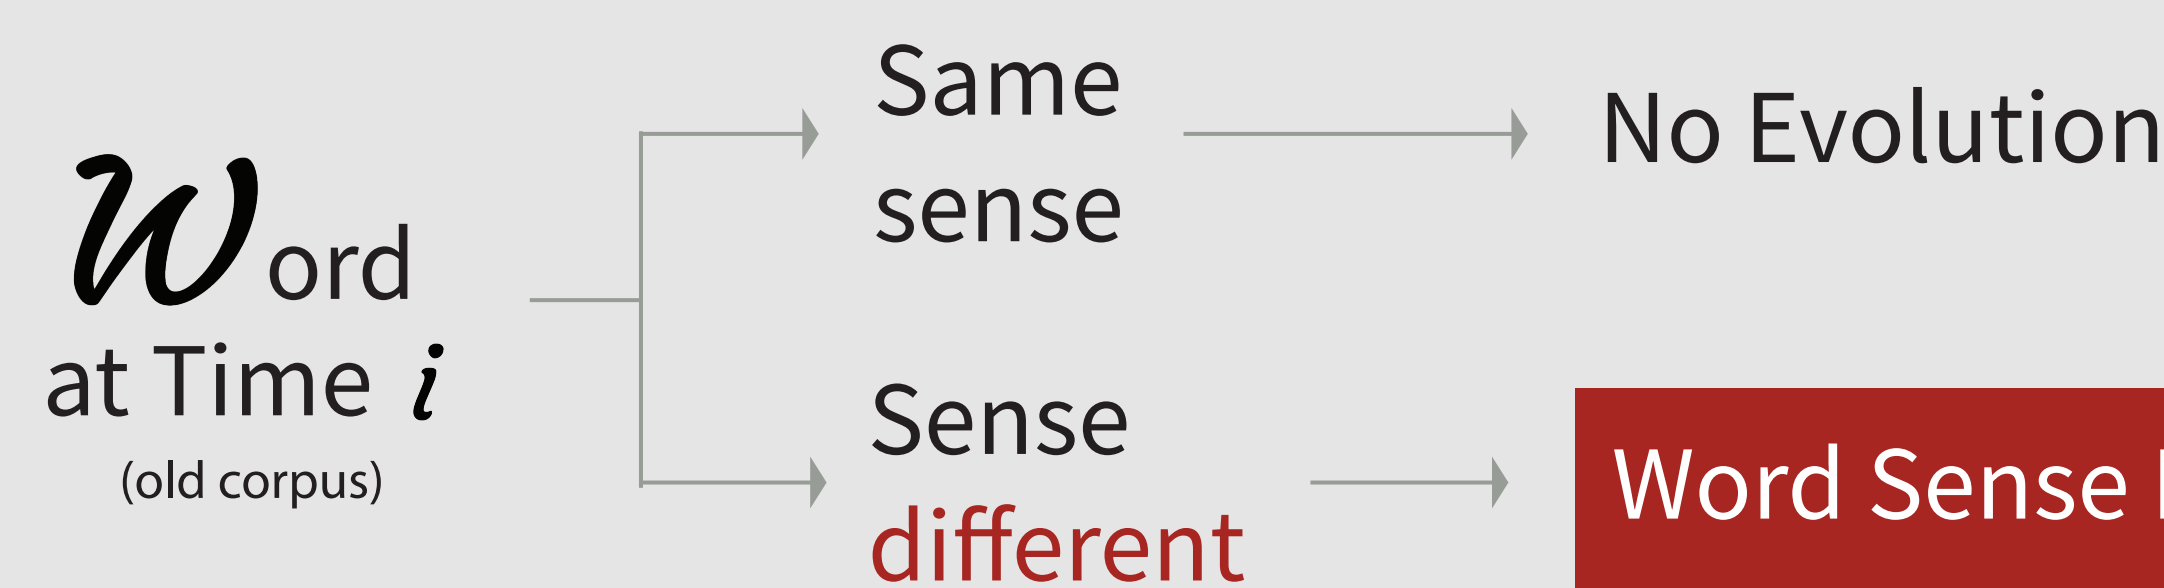 Word
at Time i
(old corpus)
Same
sense
No Evolution
Sense
different
Word Sense